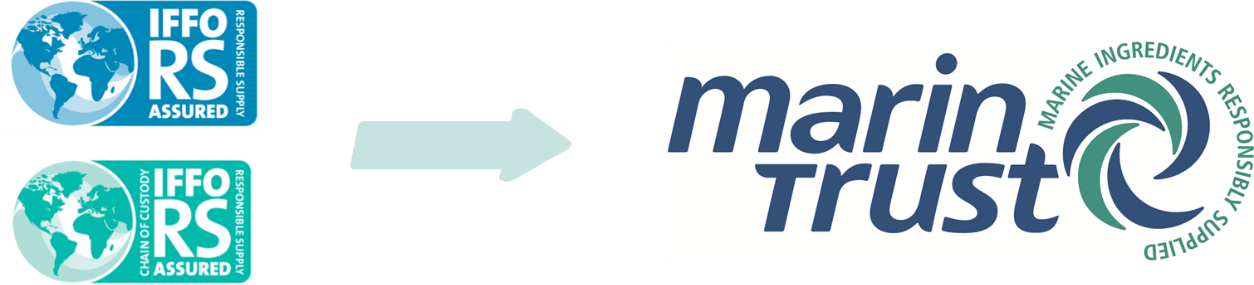 IFFO
RS
ASSURED
RESPONSIBLE SUPPLY
CHAIN OF CUSTODY
IFFO
RS
ASSURED
RESPONSIBLE SUPPLY
marin
Trust
MARINE INGREDIENTS RESPONSIBLY SUPPLIED